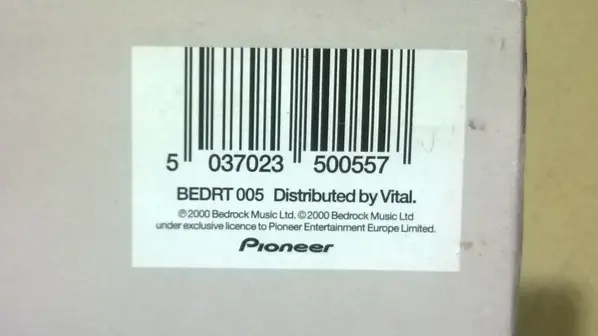 5 037023 500557
BEDRT 005 Distributed by Vital.
℗2000 Bedrock Music Ltd. ©2000 Bedrock Music Ltd
under exclusive licence to Pioneer Entertainment Europe Limited.
Pioneer